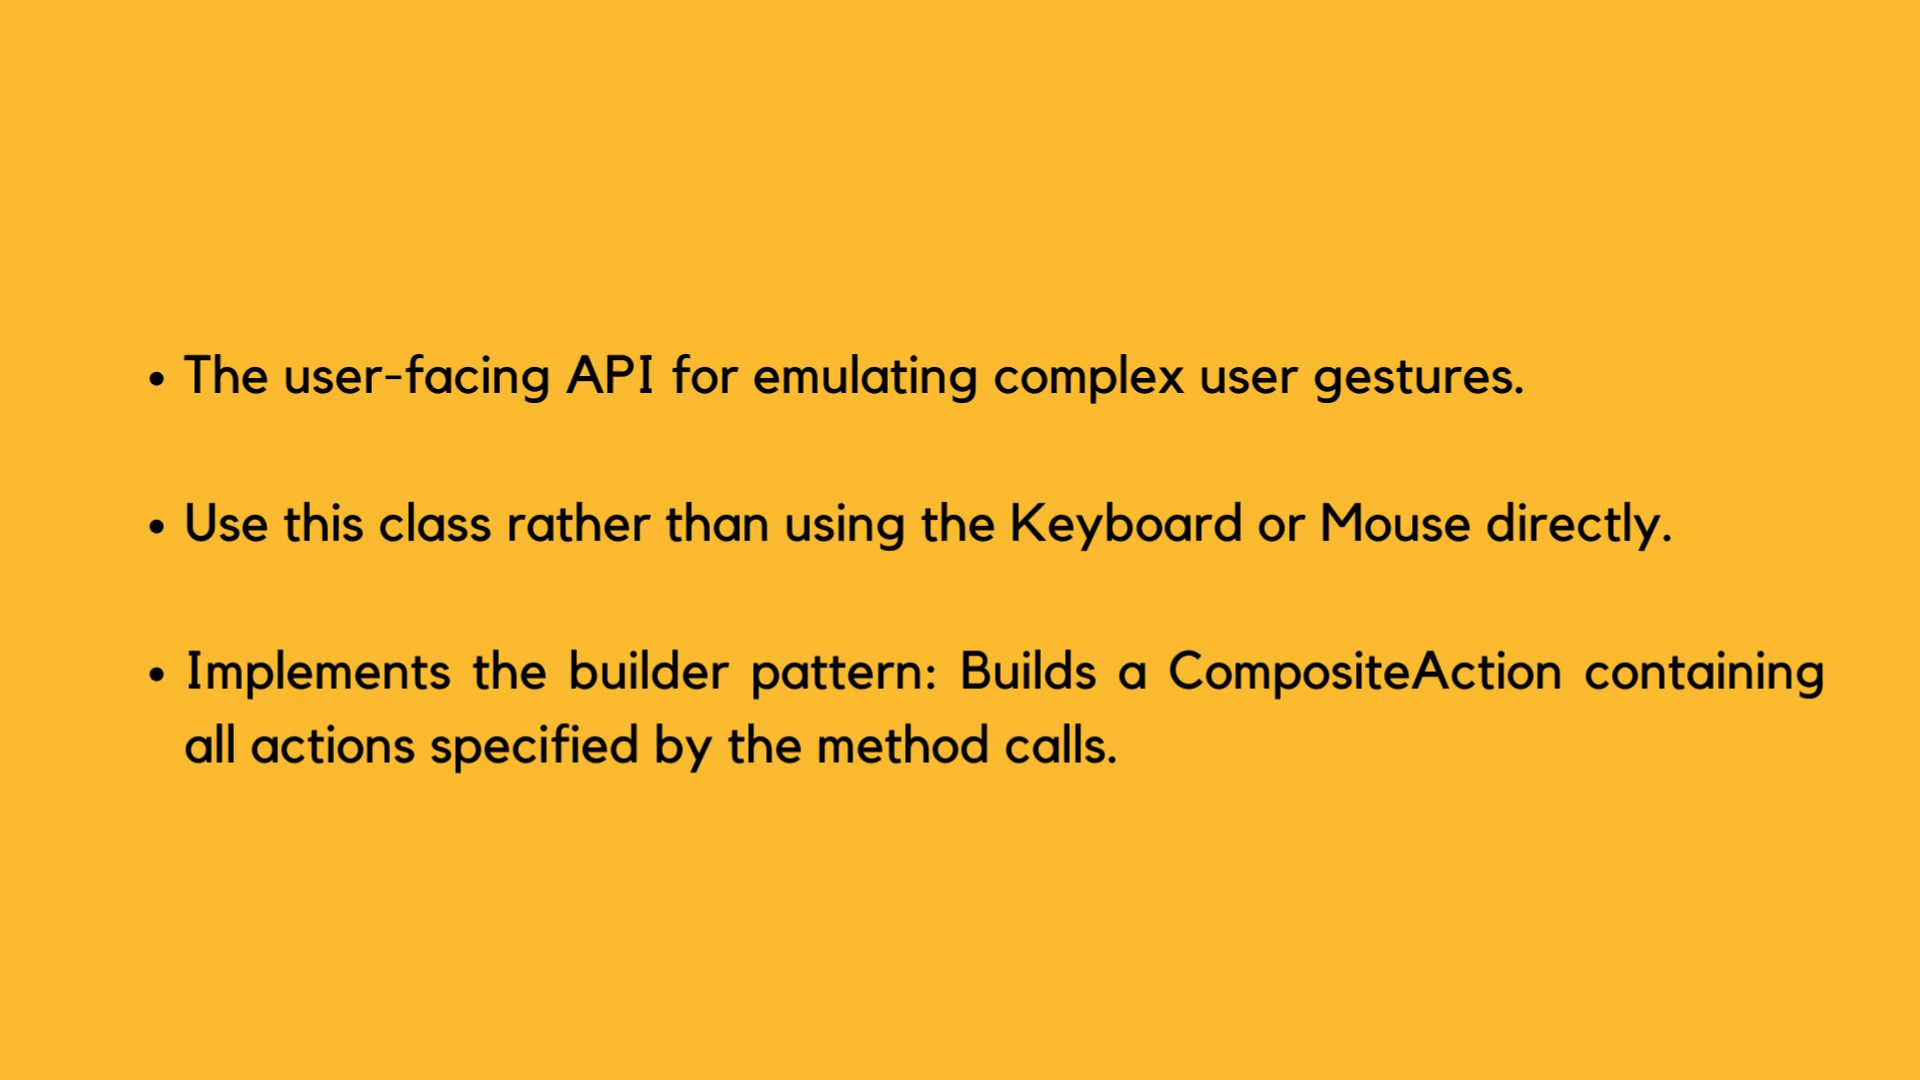 • The user-facing API for emulating complex user gestures.
• Use this class rather than using the Keyboard or Mouse directly.
• Implements the builder pattern: Builds a CompositeAction containing
all actions specified by the method calls.